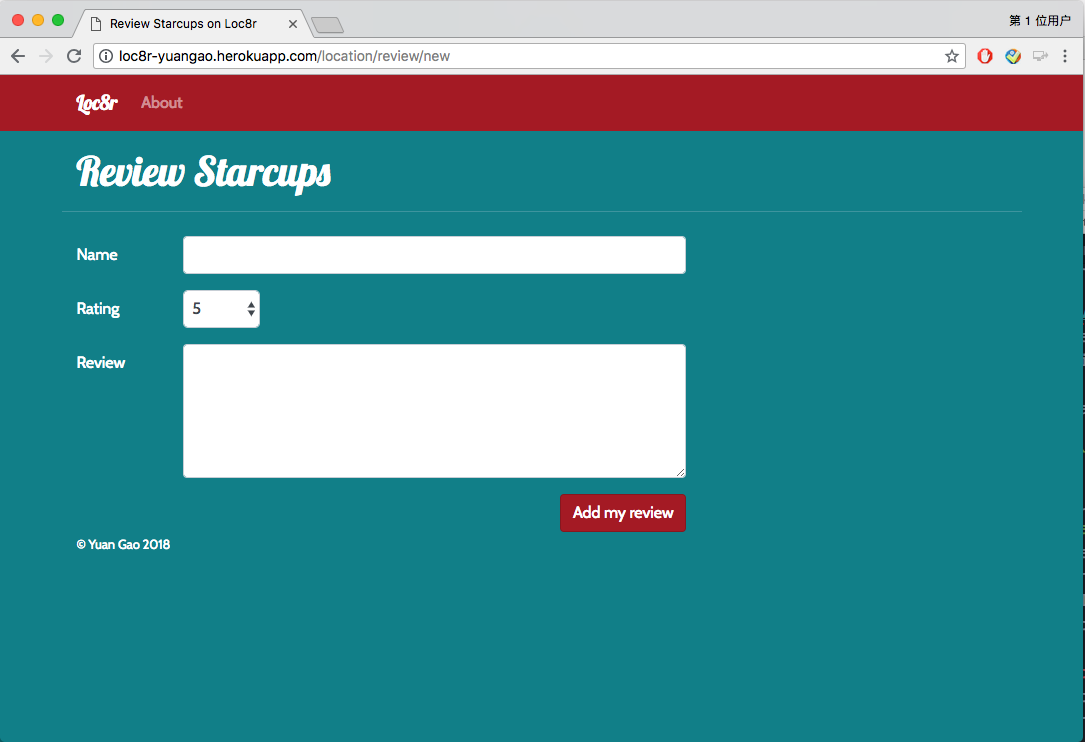 Review Starcups on Loc8r
第 1 位用户
loc8r-yuangao.herokuapp.com/location/review/new
Loc8r About
Review Starcups
Name
Rating 5
Review
Add my review
© Yuan Gao 2018